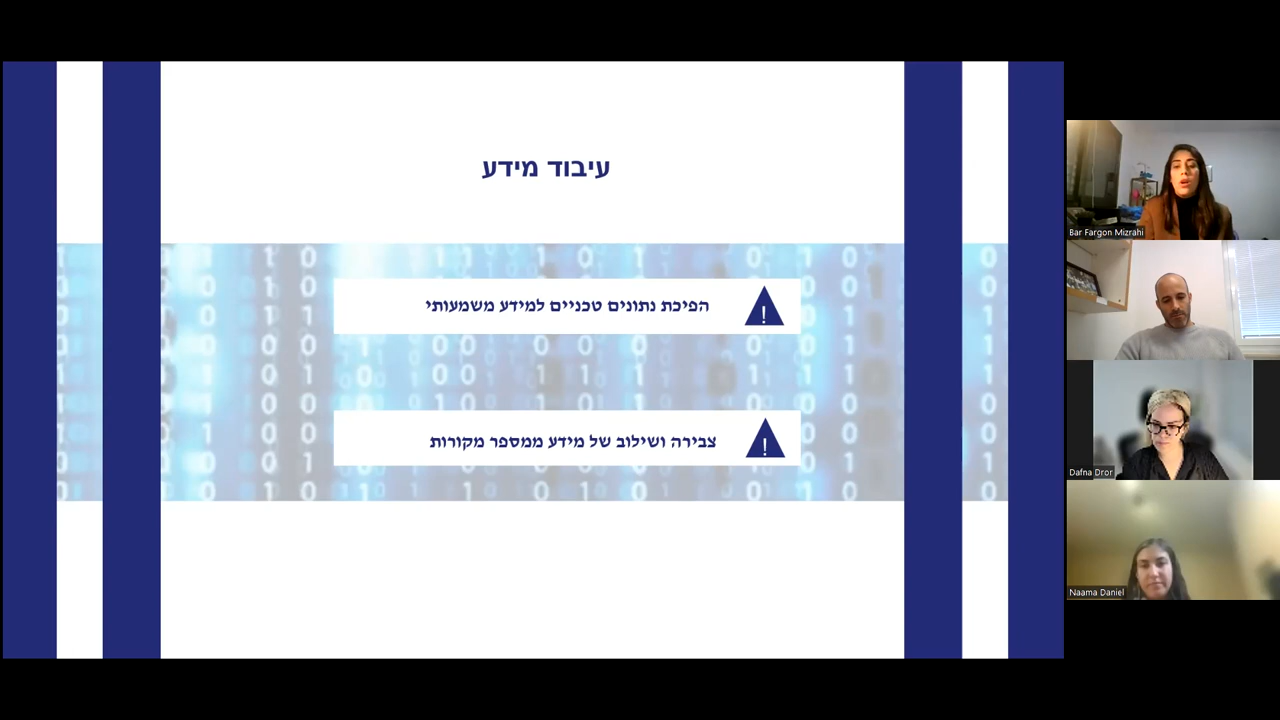 עיבוד מידע
הפיכת נתונים טכניים למידע משמעותי
צבירה ושילוב של מידע ממספר מקורות
Bar Fargon Mizrahi
Dafna Dror
Naama Daniel